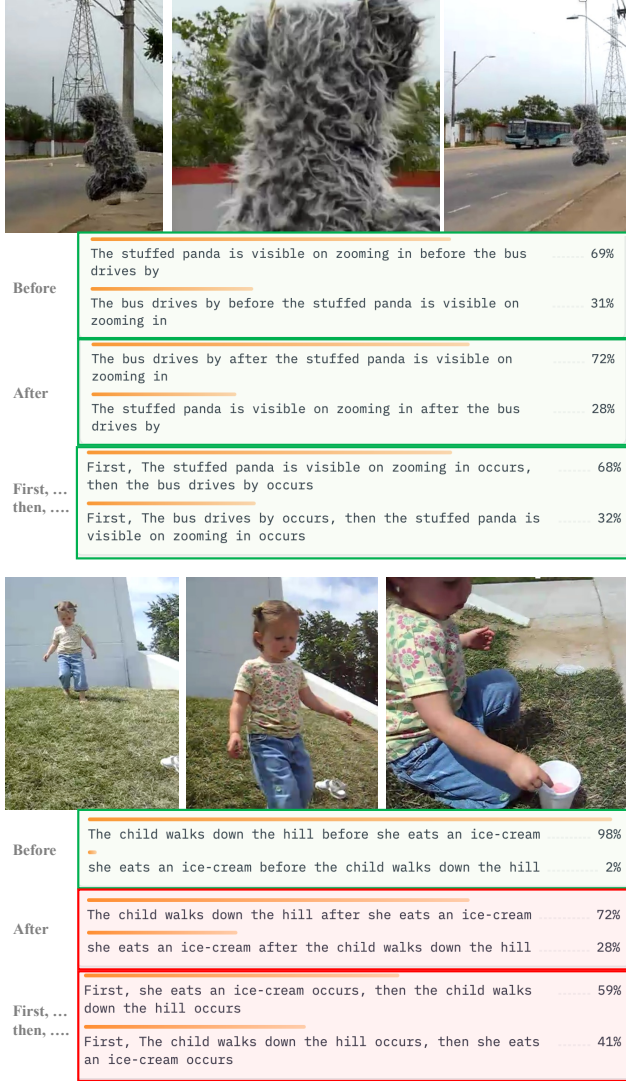 Before
The stuffed panda is visible on zooming in before the bus
drives by
69%
The bus drives by before the stuffed panda is visible on
zooming in
31%
After
The bus drives by after the stuffed panda is visible on
zooming in
72%
The stuffed panda is visible on zooming in after the bus
drives by
28%
First, ...
then, ....
First, The stuffed panda is visible on zooming in occurs,
then the bus drives by occurs
68%
First, The bus drives by occurs, then the stuffed panda is
visible on zooming in occurs
32%
Before
The child walks down the hill before she eats an ice-cream
98%
she eats an ice-cream before the child walks down the hill
2%
After
The child walks down the hill after she eats an ice-cream
72%
she eats an ice-cream after the child walks down the hill
28%
First, ...
then, ....
First, she eats an ice-cream occurs, then the child walks
down the hill occurs
59%
First, The child walks down the hill occurs, then she eats
an ice-cream occurs
41%